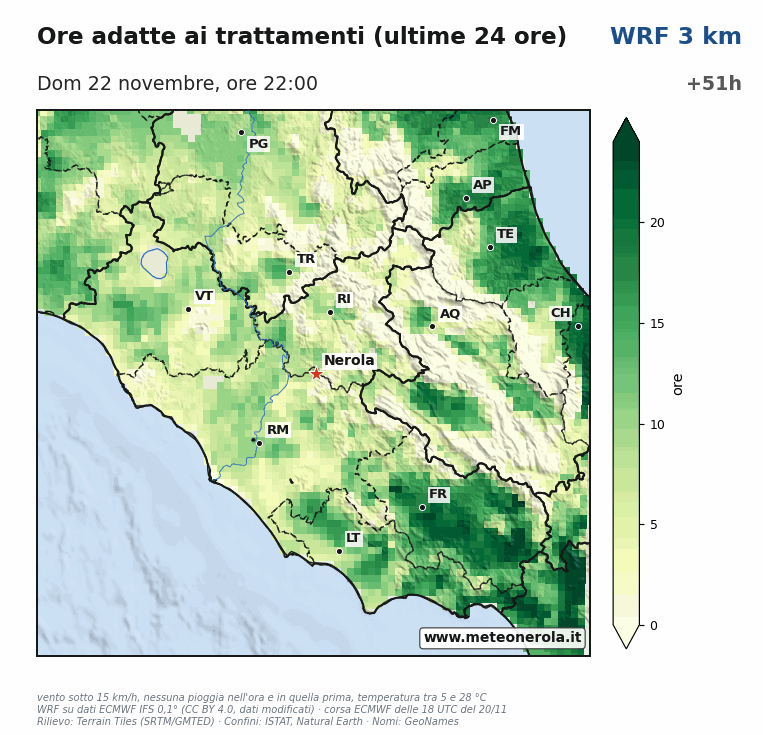 Ore adatte ai trattamenti (ultime 24 ore)
WRF 3 km
Dom 22 novembre, ore 22:00
+51h
FM
PG
AP
TE
TR
VT
RI
AQ
CH
Nerola
RM
FR
LT
www.meteonerola.it
20
15
10
5
0
ore
vento sotto 15 km/h, nessuna pioggia nell'ora e in quella prima, temperatura tra 5 e 28 °C
WRF su dati ECMWF IFS 0,1° (CC BY 4.0, dati modificati) · corsa ECMWF delle 18 UTC del 20/11
Rilievo: Terrain Tiles (SRTM/GMTED) · Confini: ISTAT, Natural Earth · Nomi: GeoNames